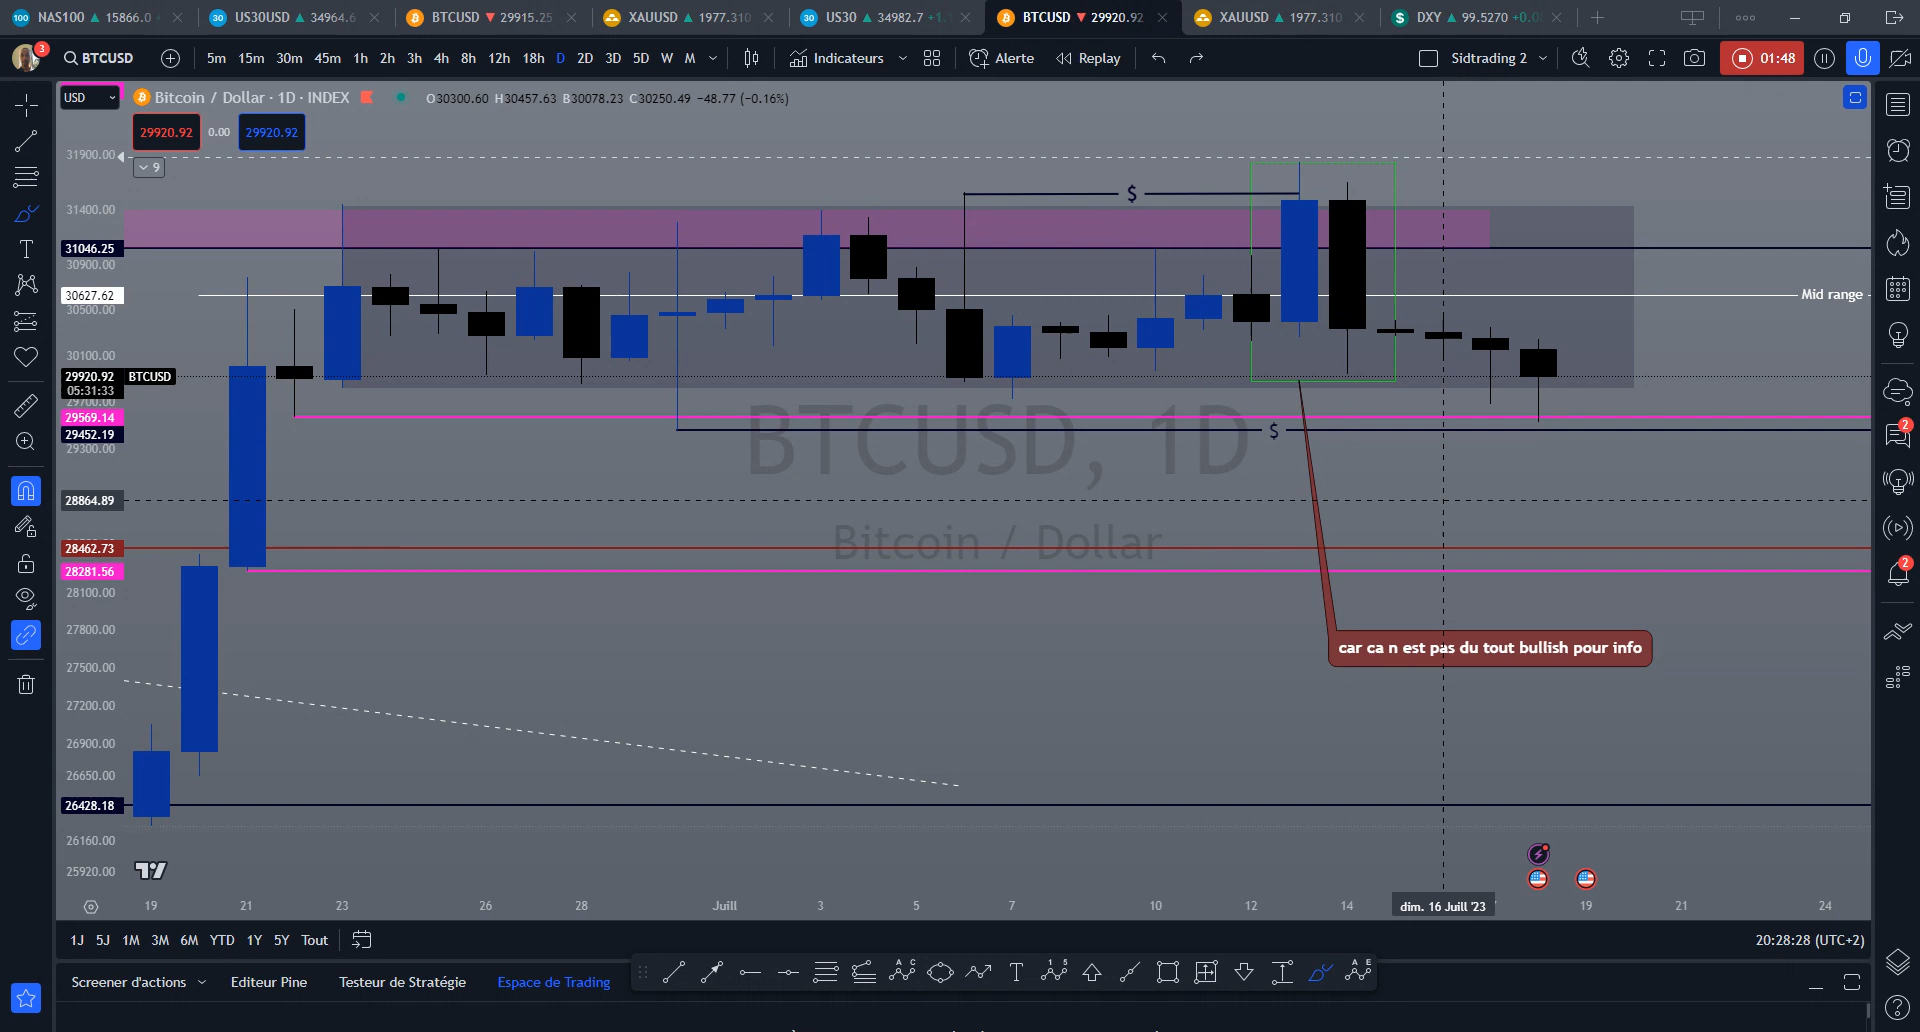 NAS100 ▲ 15866.0
US30USD ▲ 34964.6
BTCUSD ▼ 29915.25
XAUUSD ▲ 1977.310
US30 ▲ 34982.7 +1.
BTCUSD ▼ 29920.92
XAUUSD ▲ 1977.310
DXY ▲ 99.5270 +0.0
3
BTCUSD
5m 15m 30m 45m 1h 2h 3h 4h 8h 12h 18h D 2D 3D 5D W M
Indicateurs
Alerte
Replay
Sidtrading 2
01:48
USD
Bitcoin / Dollar · 1D · INDEX
O30300.60 H30457.63 B30078.23 C30250.49 −48.77 (−0.16%)
29920.92 0.00 29920.92
9
31900.00
31400.00
31046.25
30900.00
30627.62
30500.00
30100.00
29920.92 BTCUSD
05:31:33
29700.00
29569.14
29452.19
29300.00
28864.89
28462.73
28281.56
28100.00
27800.00
27500.00
27200.00
26900.00
26650.00
26428.18
26160.00
25920.00
$
Mid range
$
BTCUSD, 1D
Bitcoin / Dollar
car ca n est pas du tout bullish pour info
2
2
19 21 23 26 28 Juill 3 5 7 10 12 14 dim. 16 Juill '23 19 21 24
1J 5J 1M 3M 6M YTD 1Y 5Y Tout
20:28:28 (UTC+2)
Screener d'actions
Editeur Pine
Testeur de Stratégie
Espace de Trading